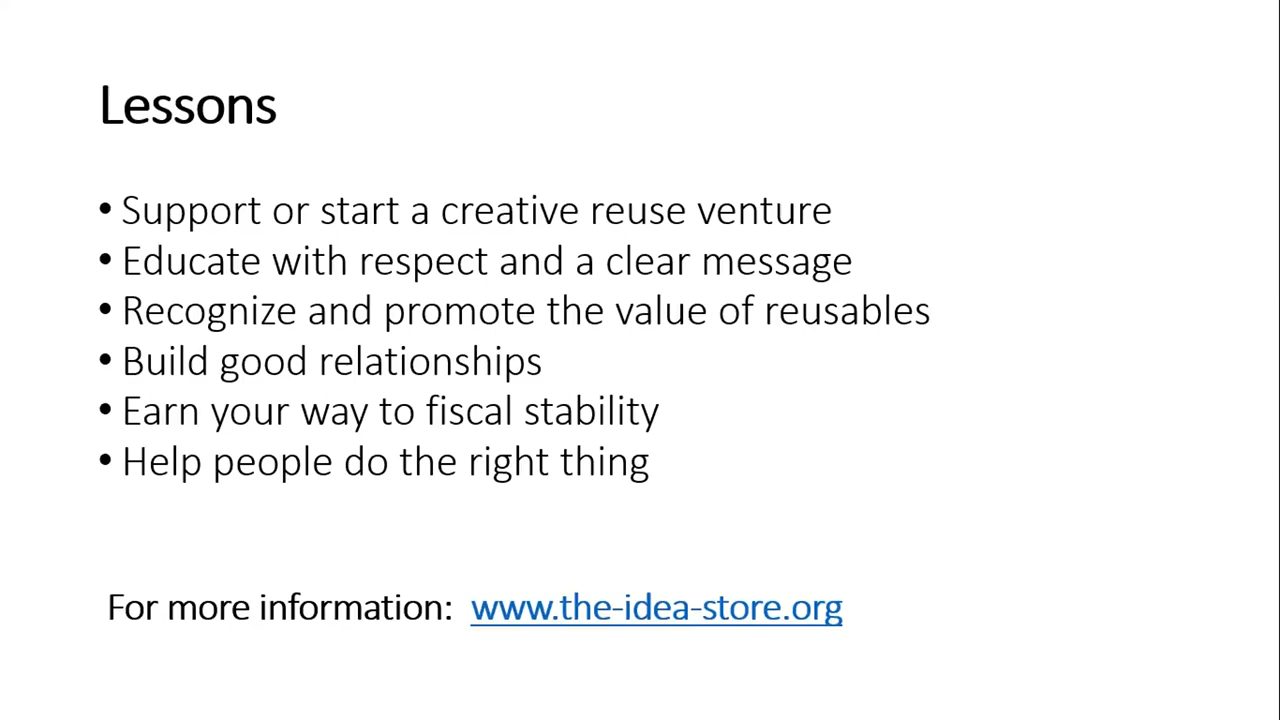 Lessons
• Support or start a creative reuse venture
• Educate with respect and a clear message
• Recognize and promote the value of reusables
• Build good relationships
• Earn your way to fiscal stability
• Help people do the right thing
For more information: www.the-idea-store.org